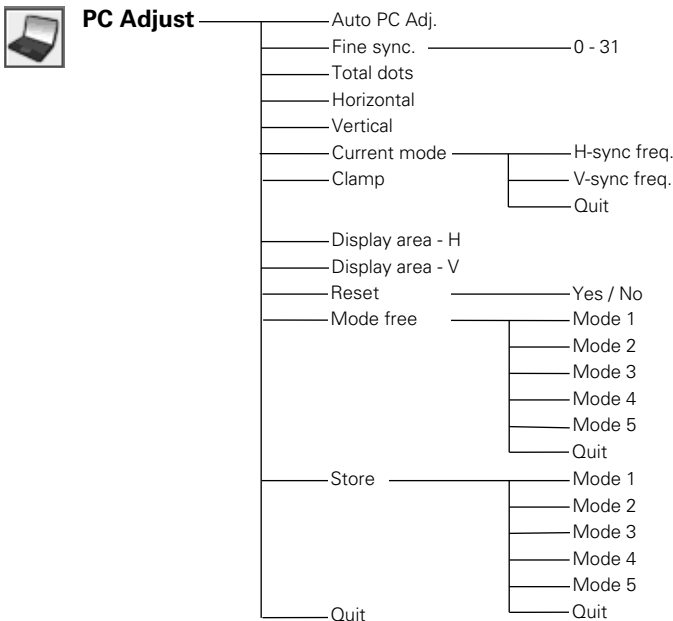 PC Adjust Auto PC Adj.
Fine sync. 0 - 31
Total dots
Horizontal
Vertical
Current mode H-sync freq.
Clamp V-sync freq.
Quit
Display area - H
Display area - V
Reset Yes / No
Mode free Mode 1
Mode 2
Mode 3
Mode 4
Mode 5
Quit
Store Mode 1
Mode 2
Mode 3
Mode 4
Mode 5
Quit Quit